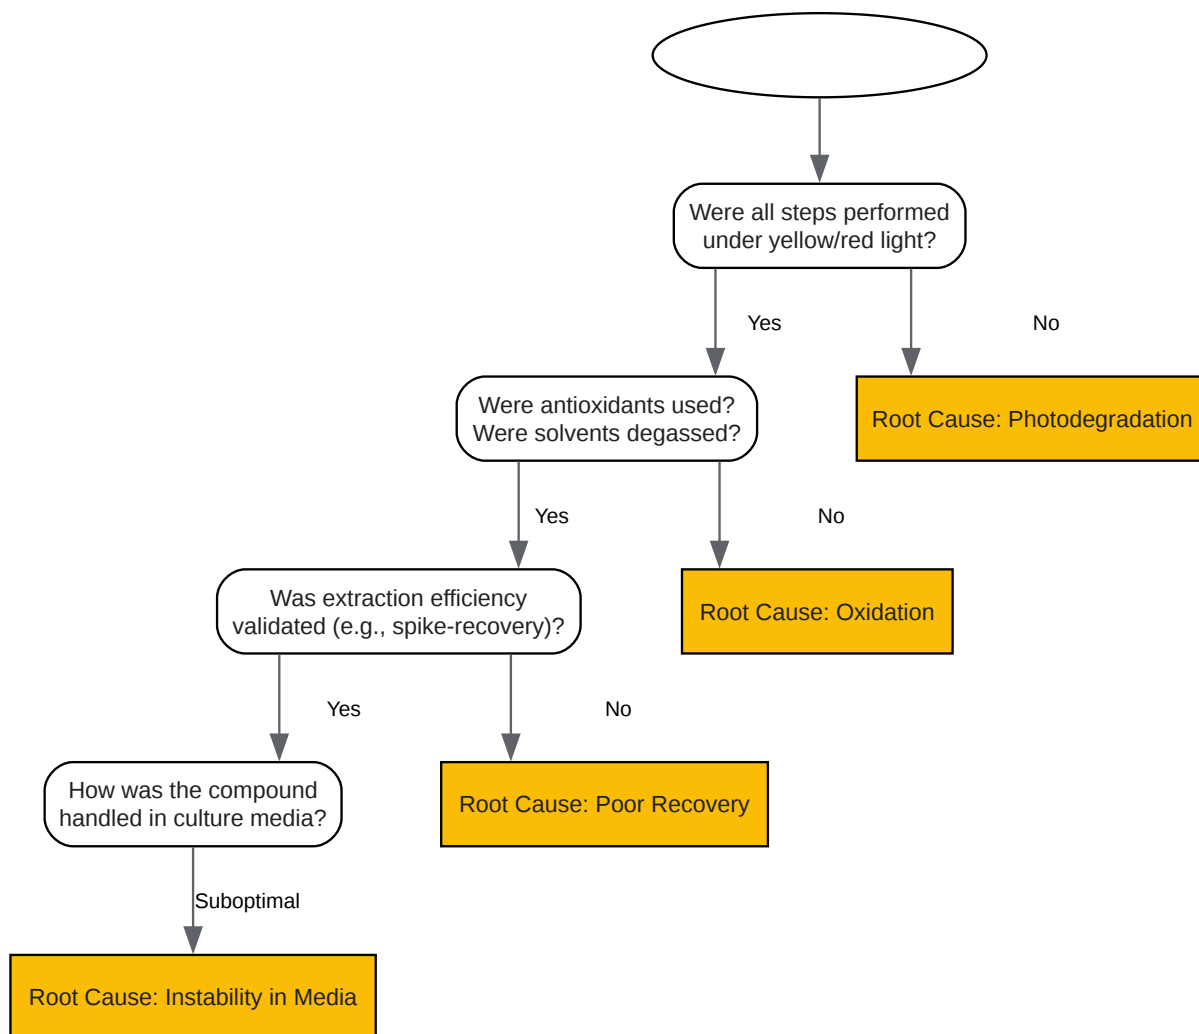 Were all steps performed
under yellow/red light?
Yes
No
Were antioxidants used?
Were solvents degassed?
Root Cause: Photodegradation
Yes
No
Was extraction efficiency
validated (e.g., spike-recovery)?
Root Cause: Oxidation
Yes
No
How was the compound
handled in culture media?
Root Cause: Poor Recovery
Suboptimal
Root Cause: Instability in Media